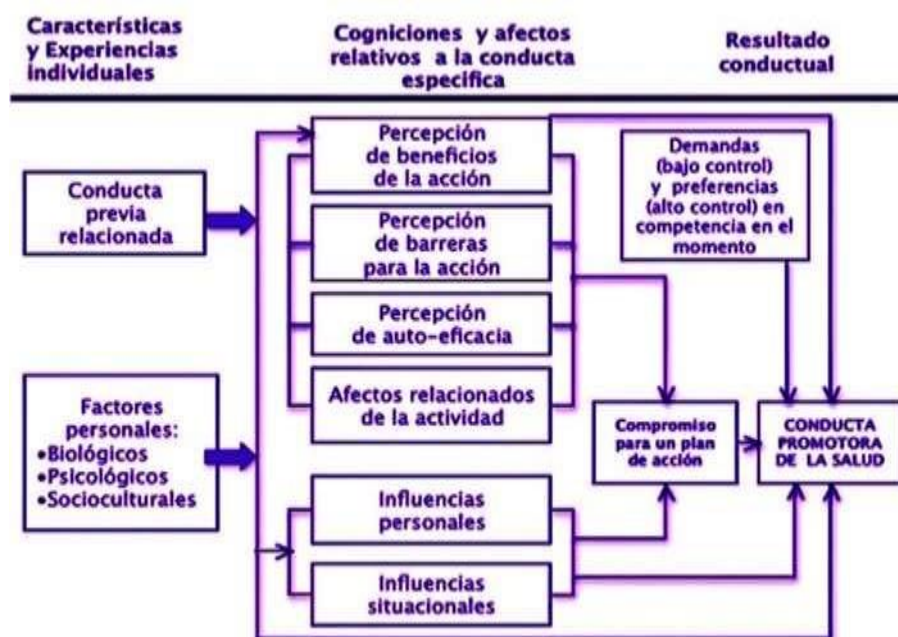 Características
y Experiencias
individuales
Cogniciones y afectos
relativos a la conducta
especifica
Resultado
conductual
Conducta
previa
relacionada
Factores
personales:
•Biológicos
•Psicológicos
•Socioculturales
Percepción
de beneficios
de la acción
Percepción
de barreras
para la acción
Percepción
de auto-eficacia
Afectos relacionados
de la actividad
Influencias
personales
Influencias
situacionales
Demandas
(bajo control)
y preferencias
(alto control) en
competencia en el
momento
Compromiso
para un plan
de acción
CONDUCTA
PROMOTORA
DE LA SALUD